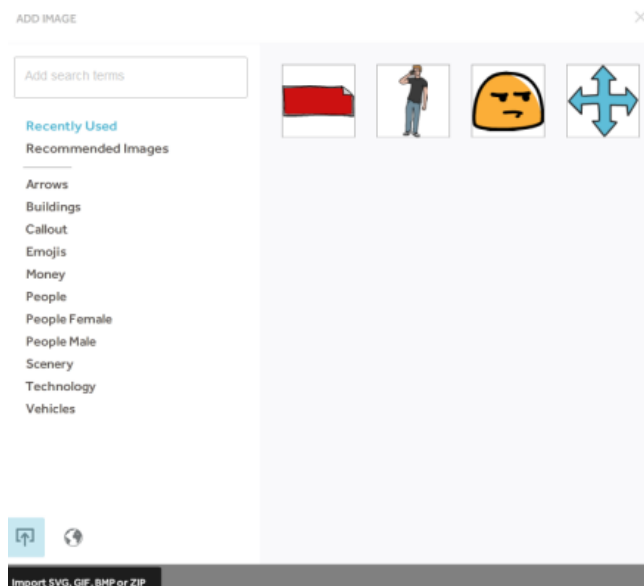 ADD IMAGE
Add search terms
Recently Used
Recommended Images
Arrows
Buildings
Callout
Emojis
Money
People
People Female
People Male
Scenery
Technology
Vehicles
Import SVG, GIF, BMP or ZIP